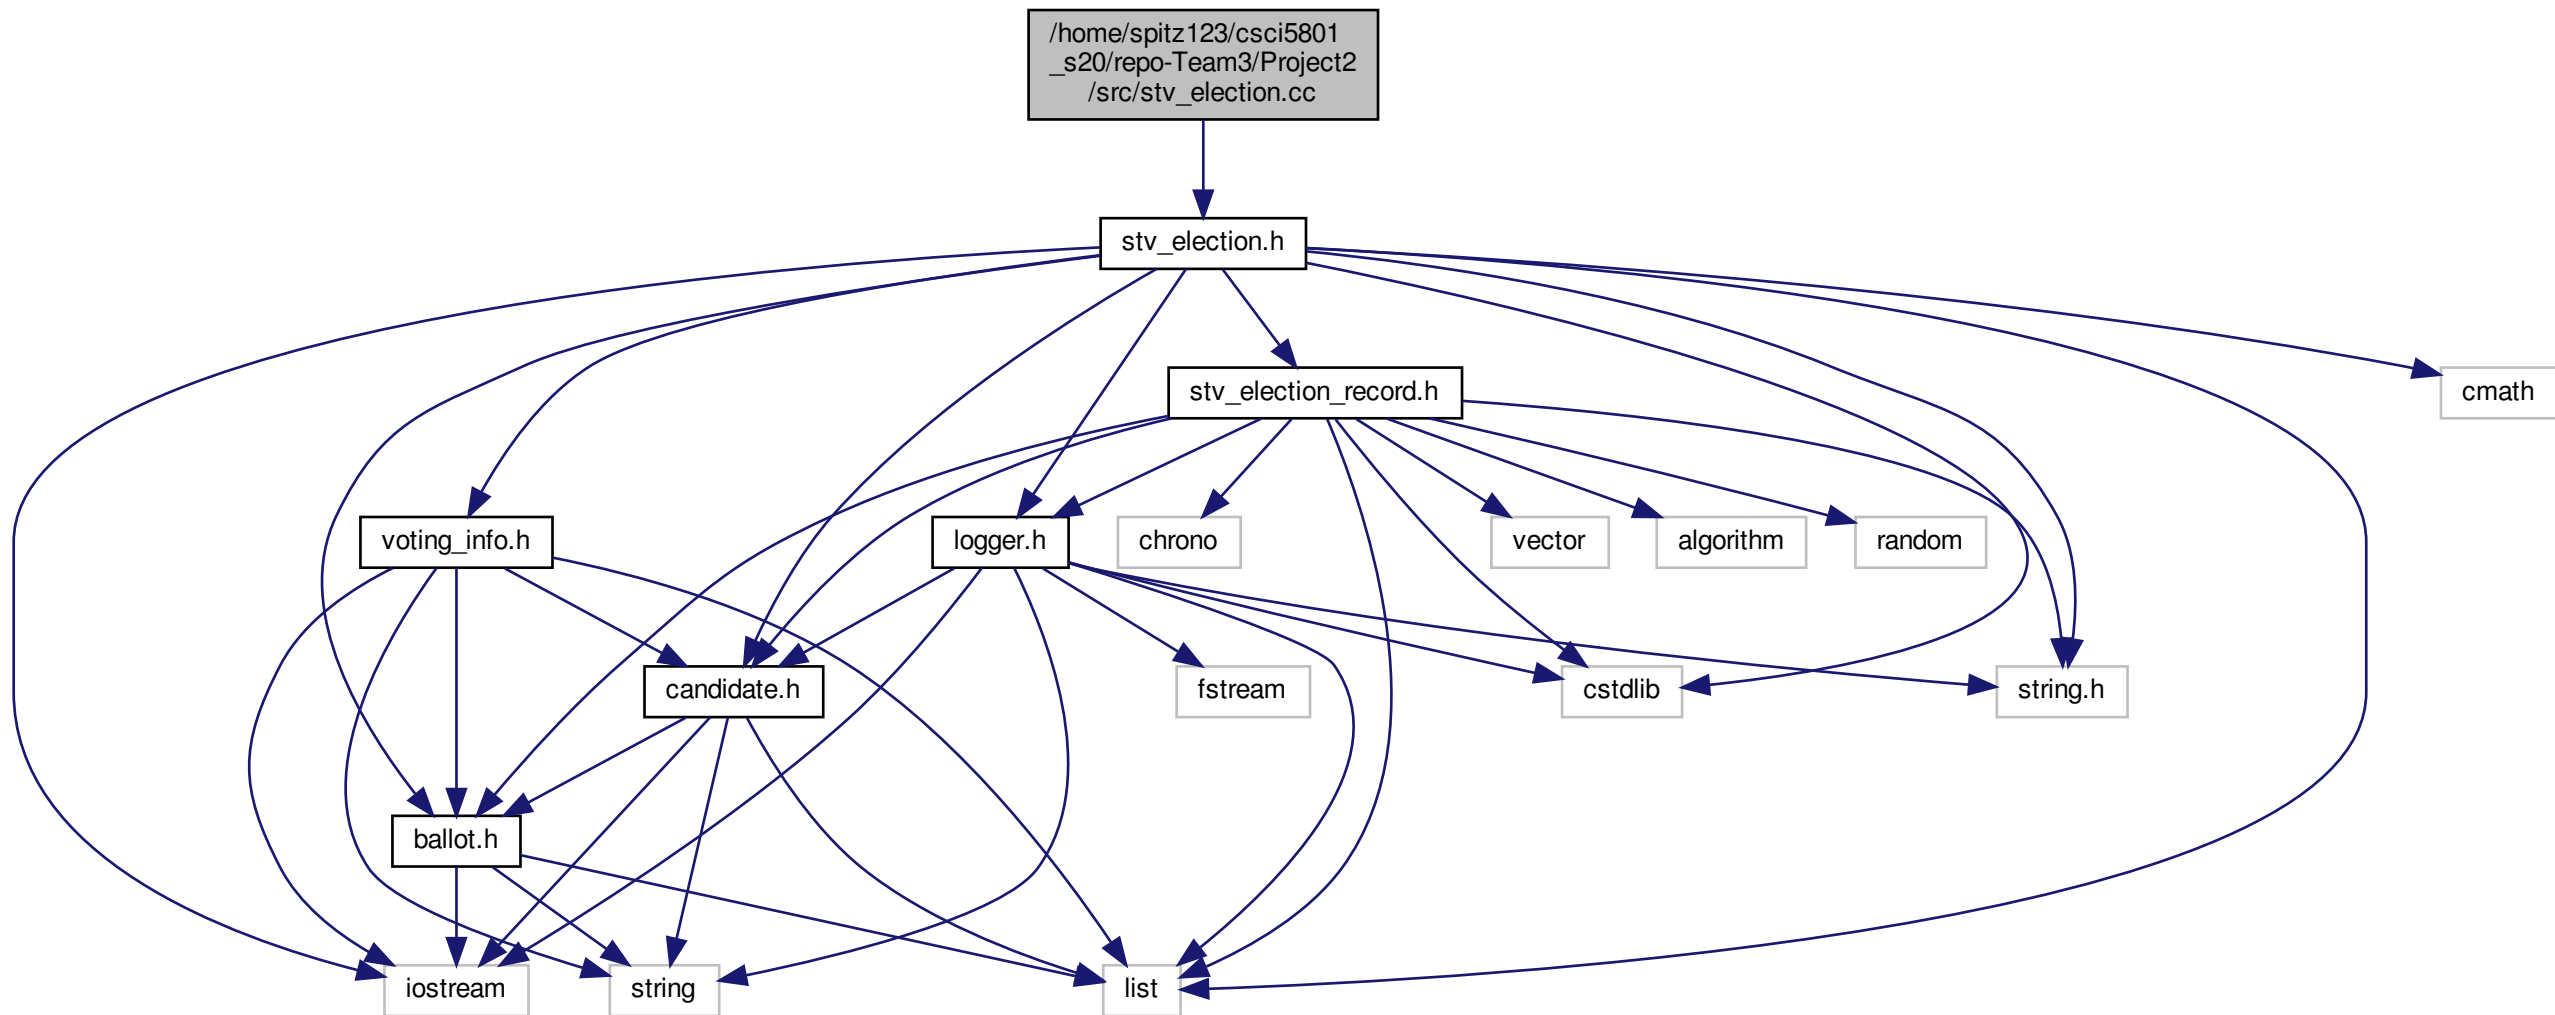 /home/spitz123/csci5801
_s20/repo-Team3/Project2
/src/stv_election.cc
stv_election.h
stv_election_record.h
cmath
voting_info.h
logger.h
chrono
vector
algorithm
random
candidate.h
fstream
cstdlib
string.h
ballot.h
iostream
string
list